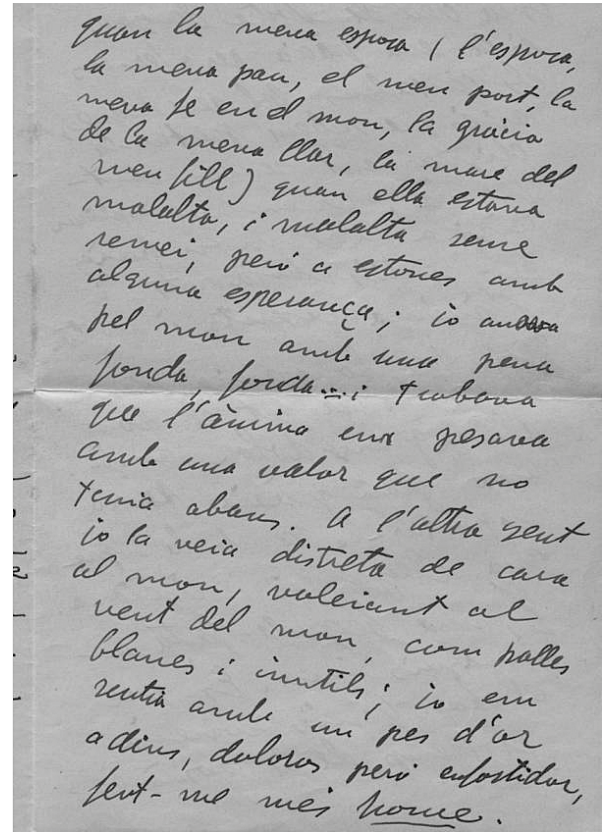 quan la meva esposa (l'esposa,
la meva pau, el meu port, la
meva fe en el mon, la gràcia
de la meva llar, la mare del
meu fill) quan ella estava
malalta, i malalta sense
remei, però a estones amb
alguna esperança; jo anava
pel mon amb una pena
fonda, fonda... i trobava
que l'ànima em pesava
amb una valor que no
tenia abans. A l'altra gent
jo la veia distreta de cara
al mon, voleiant al
vent del mon, com palles
blanes i inutils; jo em
sentia amb un pes d'or
a dins, dolorós però enfortidor,
fent-me més home.